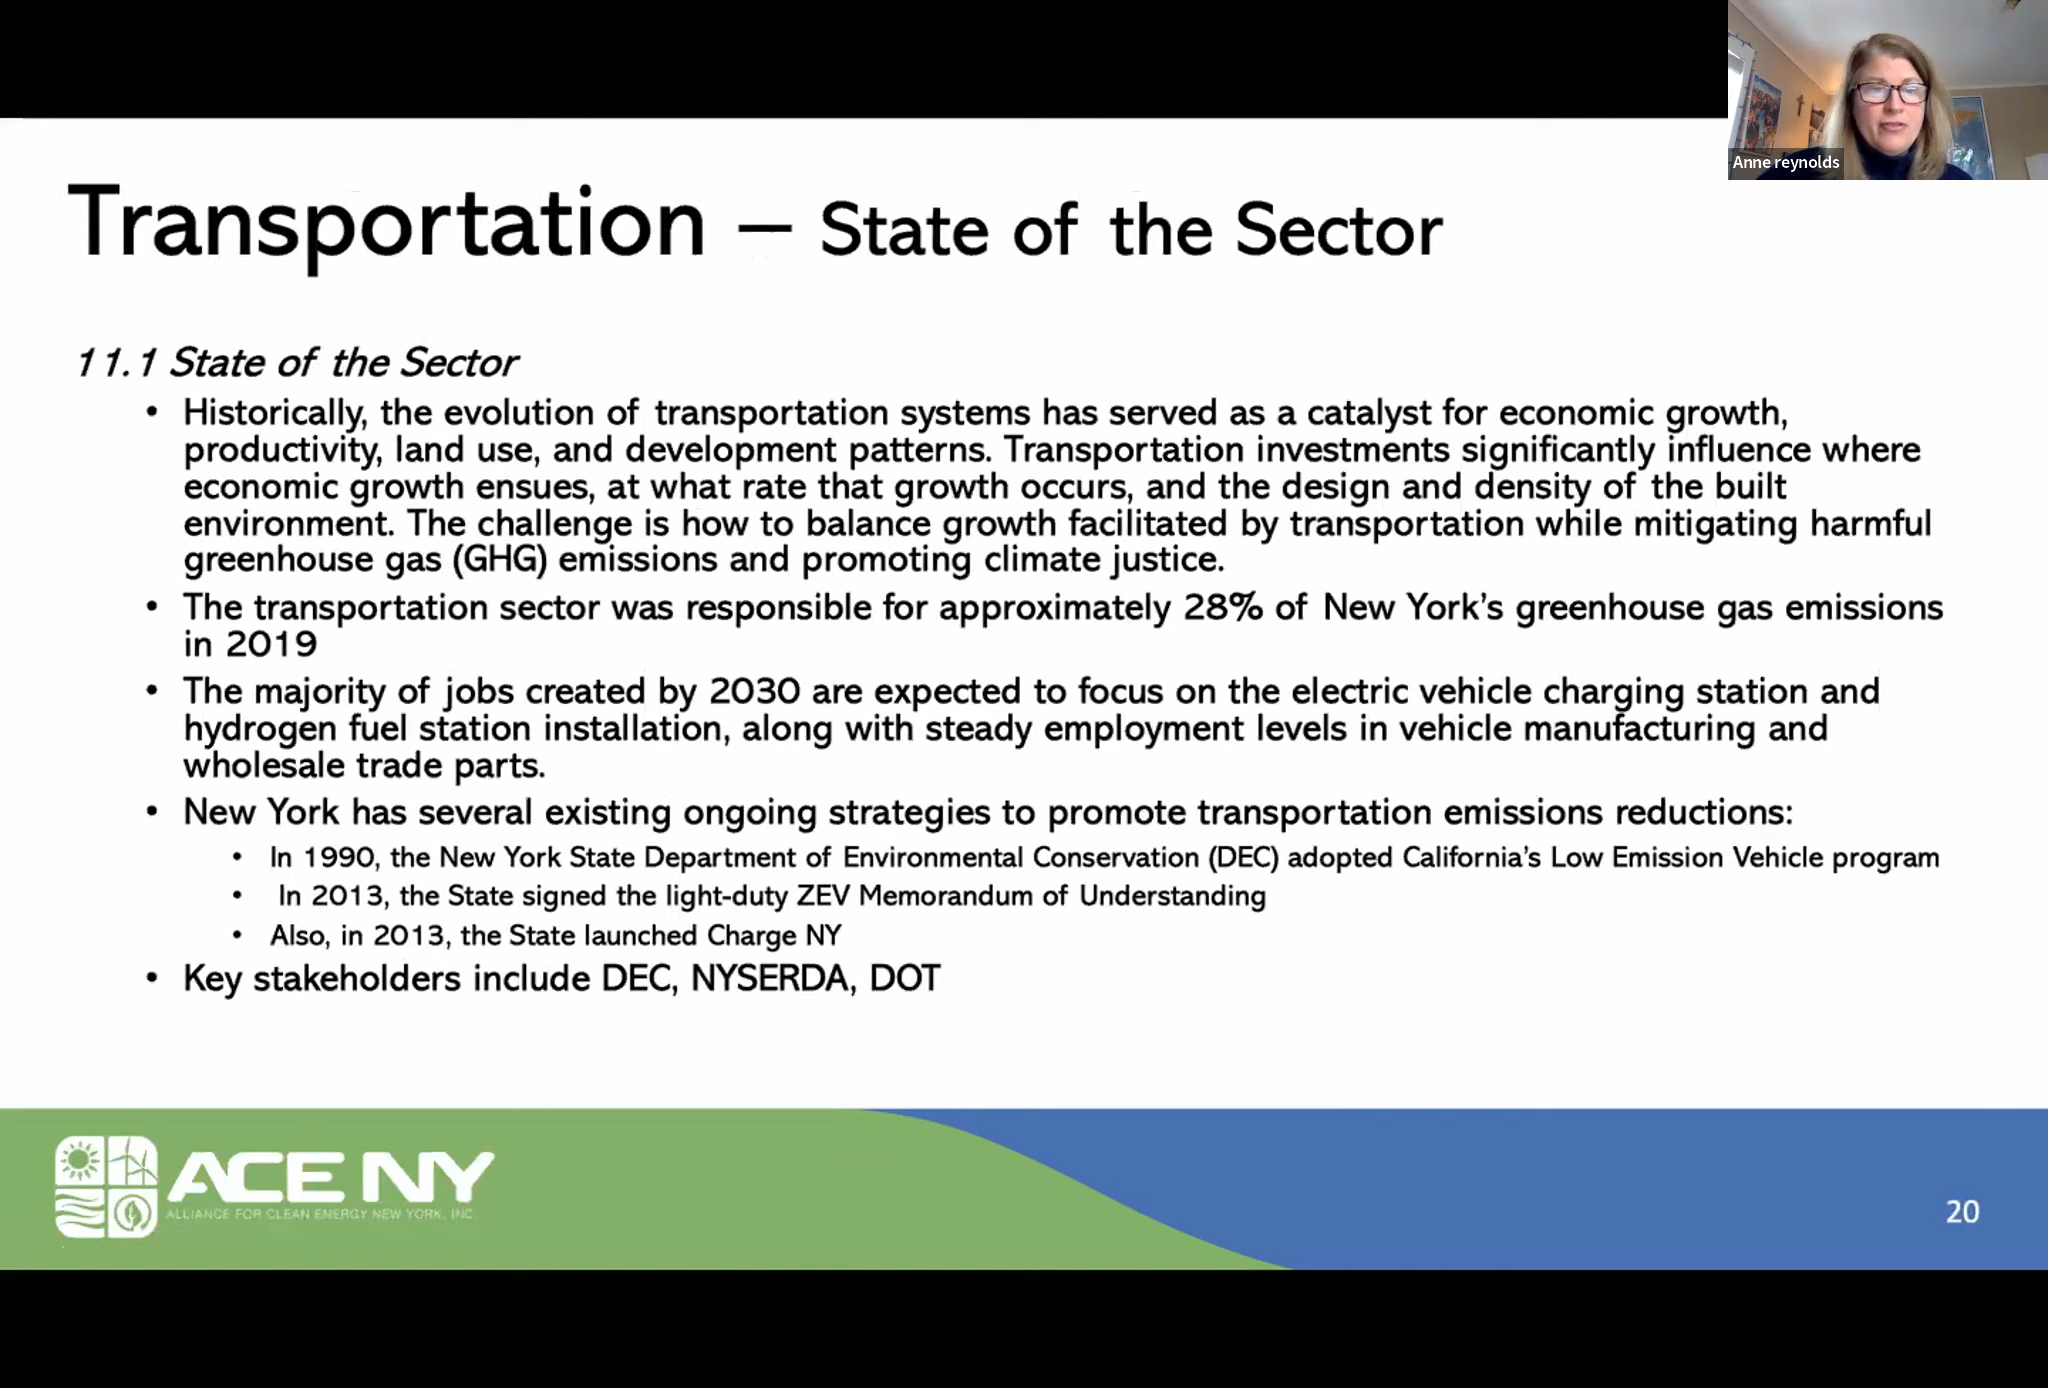 Anne reynolds
Transportation – State of the Sector
11.1 State of the Sector
• Historically, the evolution of transportation systems has served as a catalyst for economic growth,
productivity, land use, and development patterns. Transportation investments significantly influence where
economic growth ensues, at what rate that growth occurs, and the design and density of the built
environment. The challenge is how to balance growth facilitated by transportation while mitigating harmful
greenhouse gas (GHG) emissions and promoting climate justice.
• The transportation sector was responsible for approximately 28% of New York's greenhouse gas emissions
in 2019
• The majority of jobs created by 2030 are expected to focus on the electric vehicle charging station and
hydrogen fuel station installation, along with steady employment levels in vehicle manufacturing and
wholesale trade parts.
• New York has several existing ongoing strategies to promote transportation emissions reductions:
• In 1990, the New York State Department of Environmental Conservation (DEC) adopted California's Low Emission Vehicle program
• In 2013, the State signed the light-duty ZEV Memorandum of Understanding
• Also, in 2013, the State launched Charge NY
• Key stakeholders include DEC, NYSERDA, DOT
ACE NY
ALLIANCE FOR CLEAN ENERGY NEW YORK, INC.
20